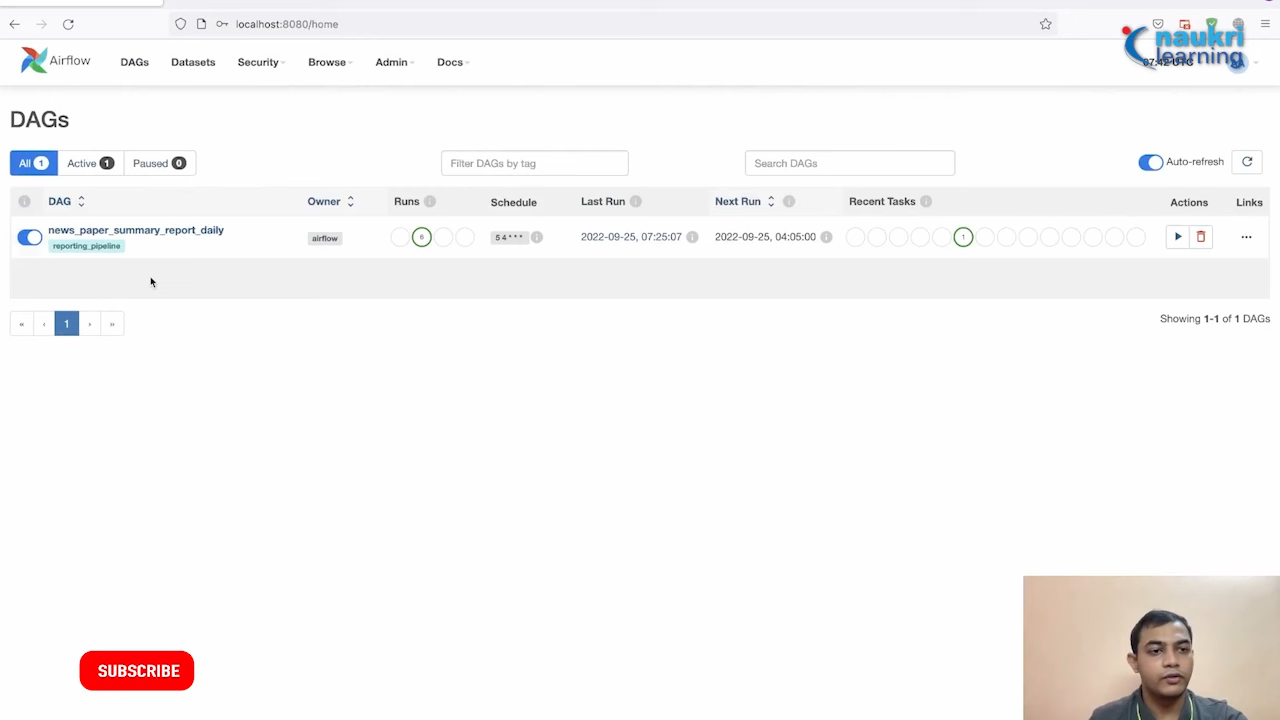 localhost:8080/home
naukri
learning
Airflow DAGs Datasets Security Browse Admin Docs 07:42 UTC
DAGs
All 1 Active 1 Paused 0 Filter DAGs by tag Search DAGs Auto-refresh
DAG Owner Runs Schedule Last Run Next Run Recent Tasks Actions Links
news_paper_summary_report_daily airflow 6 5 4 * * * 2022-09-25, 07:25:07 2022-09-25, 04:05:00 1
reporting_pipeline
« ‹ 1 › » Showing 1-1 of 1 DAGs
SUBSCRIBE